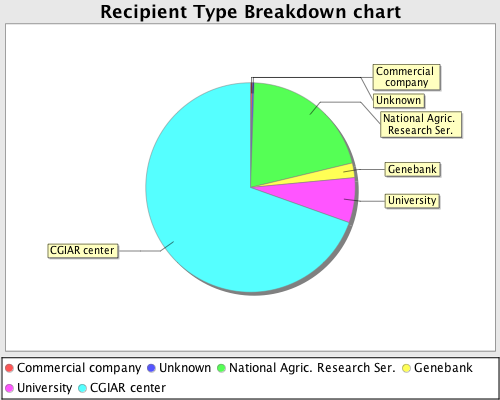 Recipient Type Breakdown chart
Commercial
company
Unknown
National Agric.
Research Ser.
Genebank
University
CGIAR center
Commercial company Unknown National Agric. Research Ser. Genebank
University CGIAR center